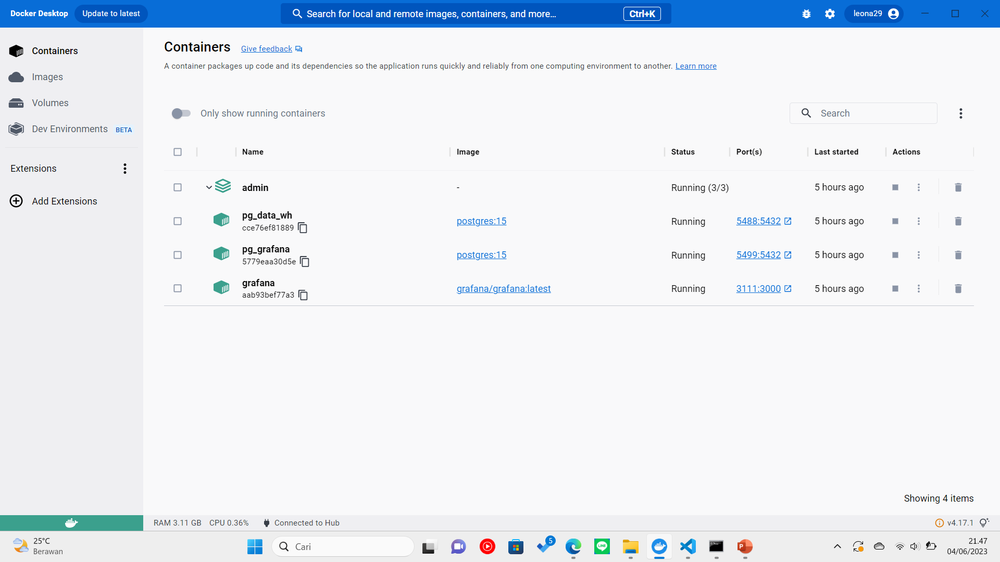 Docker Desktop
Update to latest
Search for local and remote images, containers, and more...
Ctrl+K
leona29
Containers
Images
Volumes
Dev Environments BETA
Extensions
Add Extensions
Containers
Give feedback
A container packages up code and its dependencies so the application runs quickly and reliably from one computing environment to another. Learn more
Only show running containers
Search
Name Image Status Port(s) Last started Actions
admin - Running (3/3) 5 hours ago
pg_data_wh
cce76ef81889
postgres:15 Running 5488:5432 5 hours ago
pg_grafana
5779eaa30d5e
postgres:15 Running 5499:5432 5 hours ago
grafana
aab93bef77a3
grafana/grafana:latest Running 3111:3000 5 hours ago
Showing 4 items
RAM 3.11 GB CPU 0.36% Connected to Hub
v4.17.1
25°C
Berawan
Cari
5
LINE
P
21.47
04/06/2023